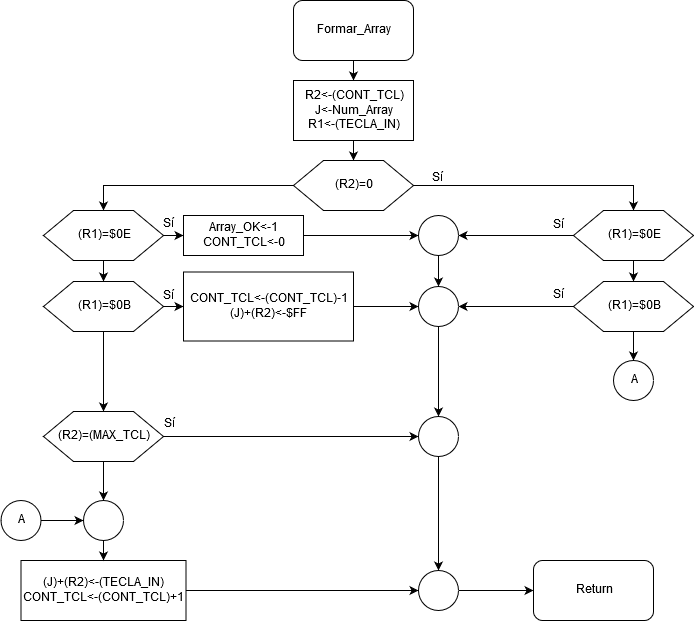 Formar_Array
R2<-(CONT_TCL)
J<-Num_Array
R1<-(TECLA_IN)
(R2)=0
Sí
(R1)=$0E
Sí
Array_OK<-1
CONT_TCL<-0
Sí
(R1)=$0E
(R1)=$0B
Sí
CONT_TCL<-(CONT_TCL)-1
(J)+(R2)<-$FF
Sí
(R1)=$0B
A
(R2)=(MAX_TCL)
Sí
A
(J)+(R2)<-(TECLA_IN)
CONT_TCL<-(CONT_TCL)+1
Return